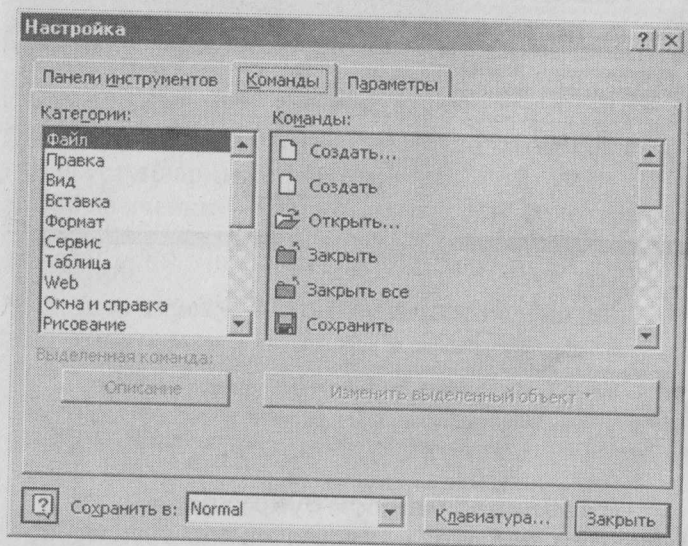 Настройка
Панели инструментов Команды Параметры
Категории:
Файл
Правка
Вид
Вставка
Формат
Сервис
Таблица
Web
Окна и справка
Рисование
Команды:
Создать...
Создать
Открыть...
Закрыть
Закрыть все
Сохранить
Выделенная команда:
Описание Изменить выделенный объект
Сохранить в: Normal Клавиатура... Закрыть